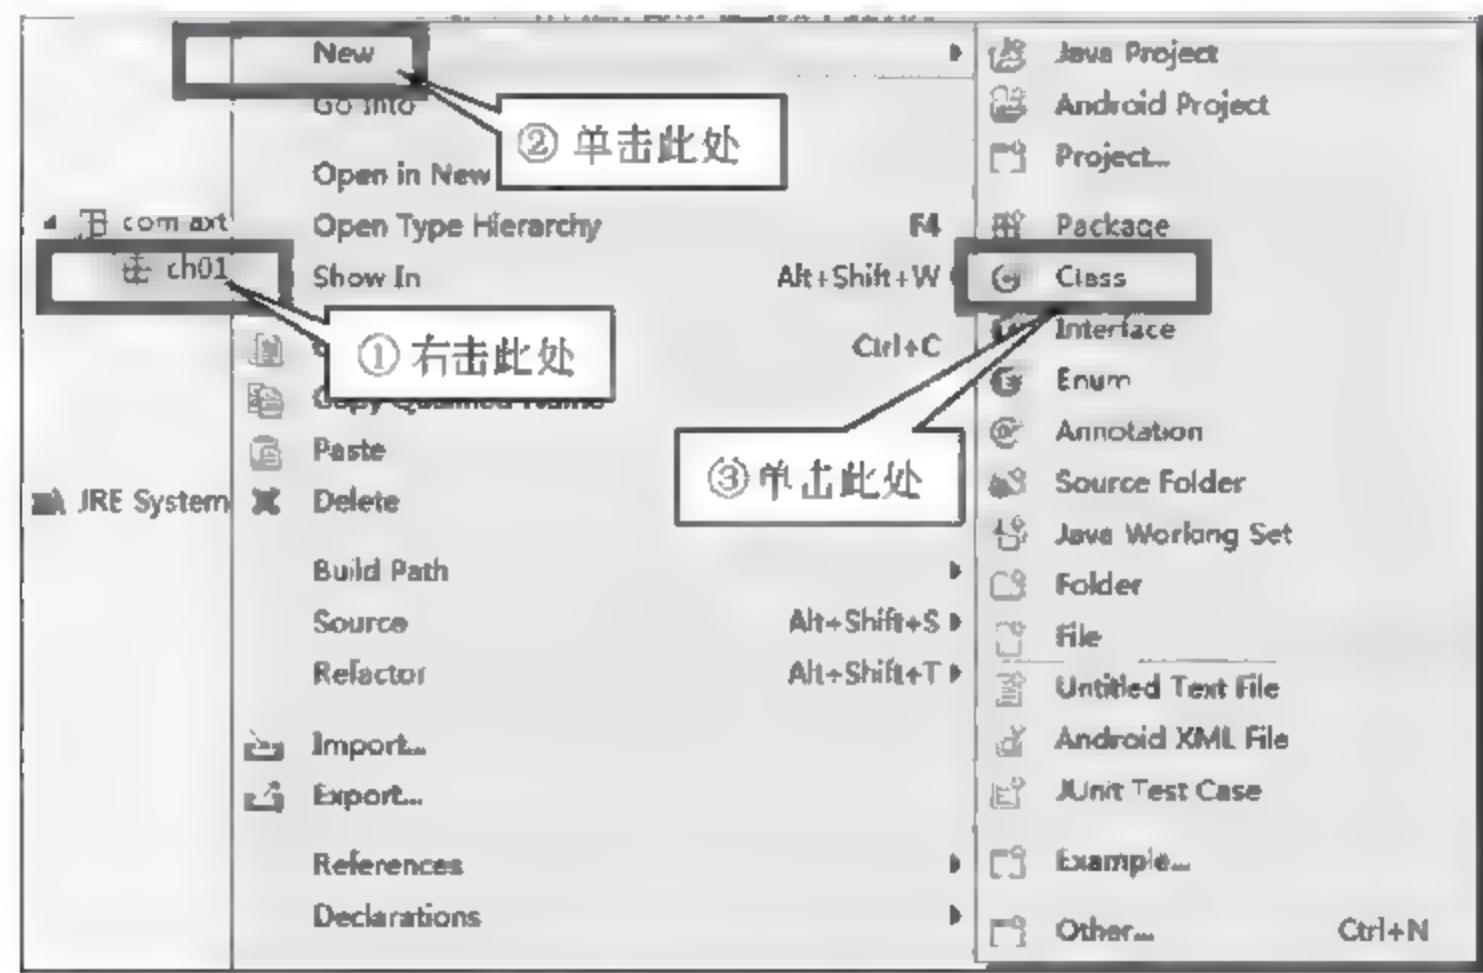 New
Java Project
Go Into
Android Project
② 单击此处
Project...
Open in New
com axt
Open Type Hierarchy F4
Package
ch01
Show In Alt+Shift+W
Class
Interface
① 右击此处
Ctrl+C
Enum
Copy Qualified Name
Annotation
Paste
③ 单击此处
Source Folder
JRE System
Delete
Java Working Set
Build Path
Folder
Source Alt+Shift+S
File
Refactor Alt+Shift+T
Untitled Text File
Import...
Android XML File
Export...
JUnit Test Case
References
Example...
Declarations
Other... Ctrl+N